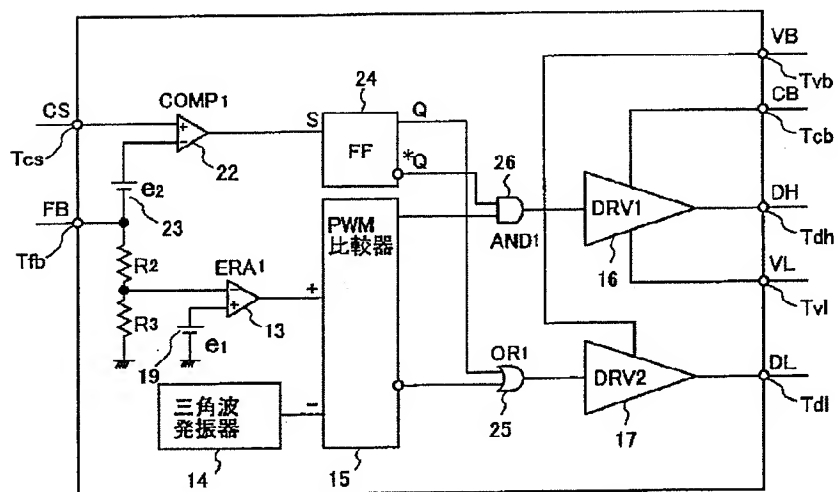 VB
Tvb
24
CB
COMP1
CS
S
Q
Tcb
Tcs
FF
*Q
22
26
e2
DH
FB
23
PWM
比較器
DRV1
AND1
Tdh
Tfb
R2
ERA1
16
VL
+
Tvl
R3
13
OR1
19
e1
DL
DRV2
三角波
発振器
−
25
Tdl
17
14
15